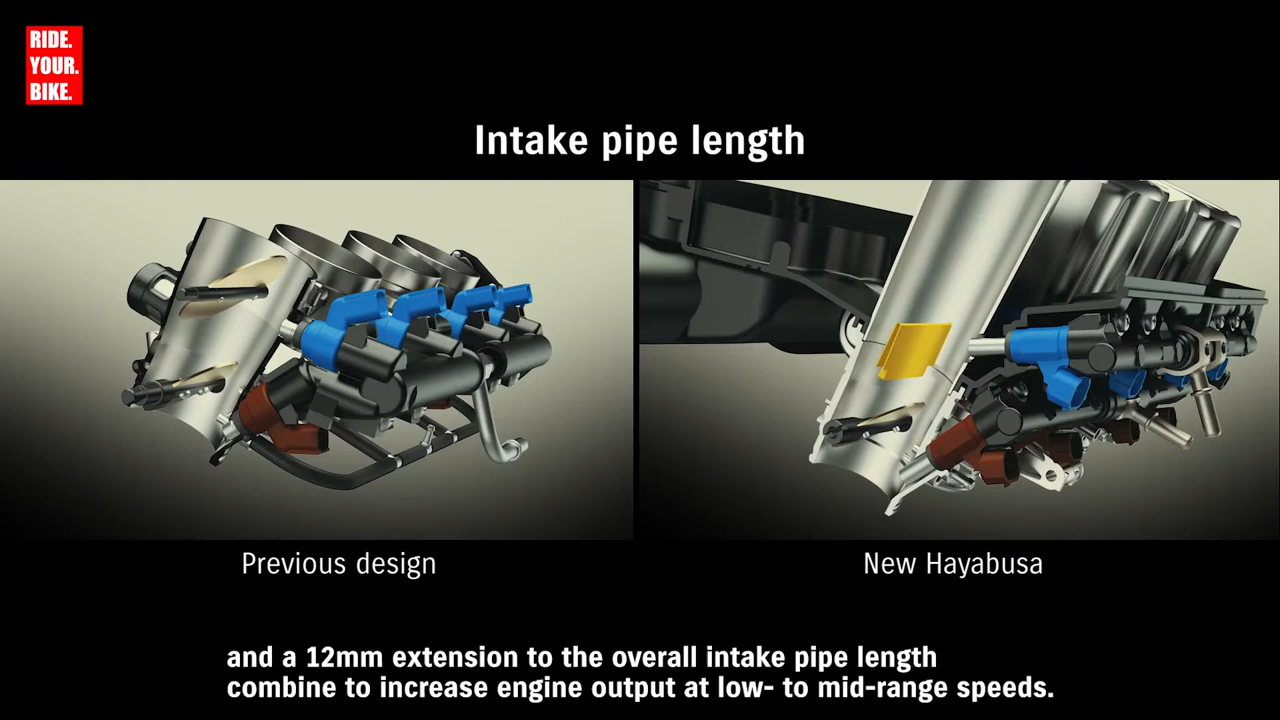 RIDE.
YOUR.
BIKE.
Intake pipe length
Previous design
New Hayabusa
and a 12mm extension to the overall intake pipe length
combine to increase engine output at low- to mid-range speeds.